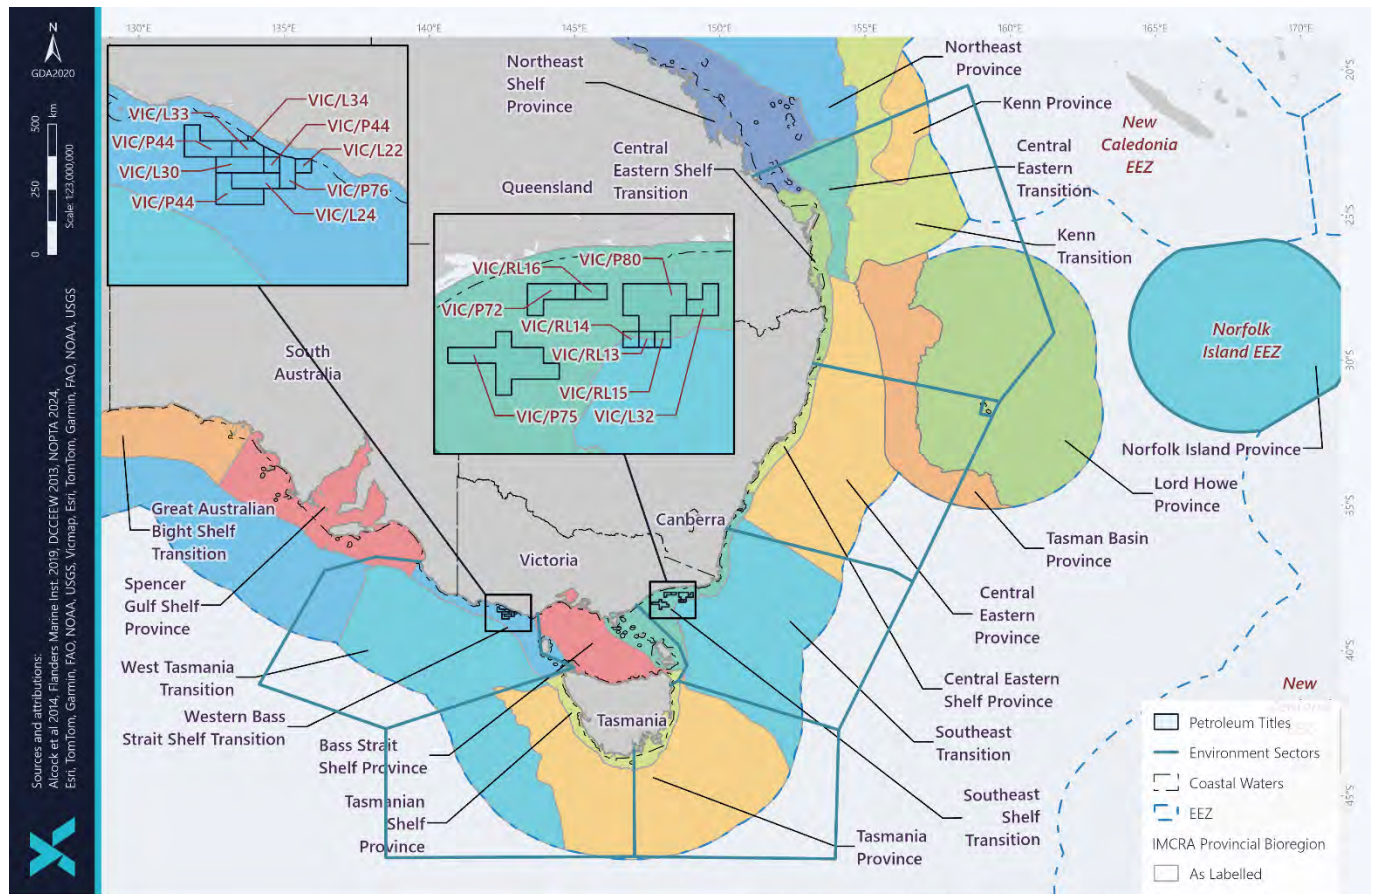 130°E
135°E
140°E
145°E
150°E
155°E
160°E
165°E
170°E
20°S
25°S
30°S
35°S
40°S
45°S
N
GDA2020
500
250
0
km
Scale: 1:23,000,000
Sources and attributions:
Alcock et al 2014, Flanders Marine Inst. 2019, DCCEEW 2013, NOPTA 2024,
Esri, TomTom, Garmin, FAO, NOAA, USGS, Vicmap, Esri, TomTom, Garmin, FAO, NOAA, USGS
VIC/L34
VIC/L33
VIC/P44
VIC/P44
VIC/L22
VIC/L30
VIC/P76
VIC/P44
VIC/L24
VIC/P80
VIC/RL16
VIC/P72
VIC/RL14
VIC/RL13
VIC/RL15
VIC/P75
VIC/L32
Northeast
Shelf
Province
Northeast
Province
Kenn Province
New
Caledonia
EEZ
Central
Eastern Shelf
Transition
Central
Eastern
Transition
Queensland
Kenn
Transition
Norfolk
Island EEZ
South
Australia
Norfolk Island Province
Lord Howe
Province
Great Australian
Bight Shelf
Transition
Canberra
Tasman Basin
Province
Victoria
Spencer
Gulf Shelf
Province
Central
Eastern
Province
West Tasmania
Transition
Central Eastern
Shelf Province
New
Western Bass
Strait Shelf Transition
Tasmania
Southeast
Transition
Bass Strait
Shelf Province
Southeast
Shelf
Transition
Tasmanian
Shelf
Province
Tasmania
Province
Petroleum Titles
Environment Sectors
Coastal Waters
EEZ
IMCRA Provincial Bioregion
As Labelled